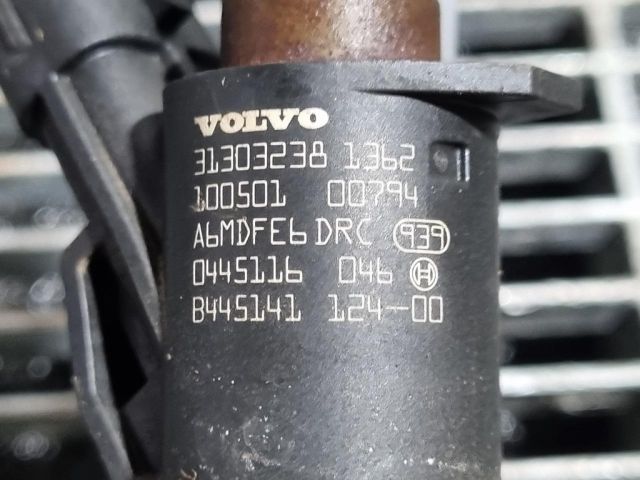 VOLVO
31303238 1362
100501 00794
A6MDFE6 DRC 939
0445116 046
B445141 124-00